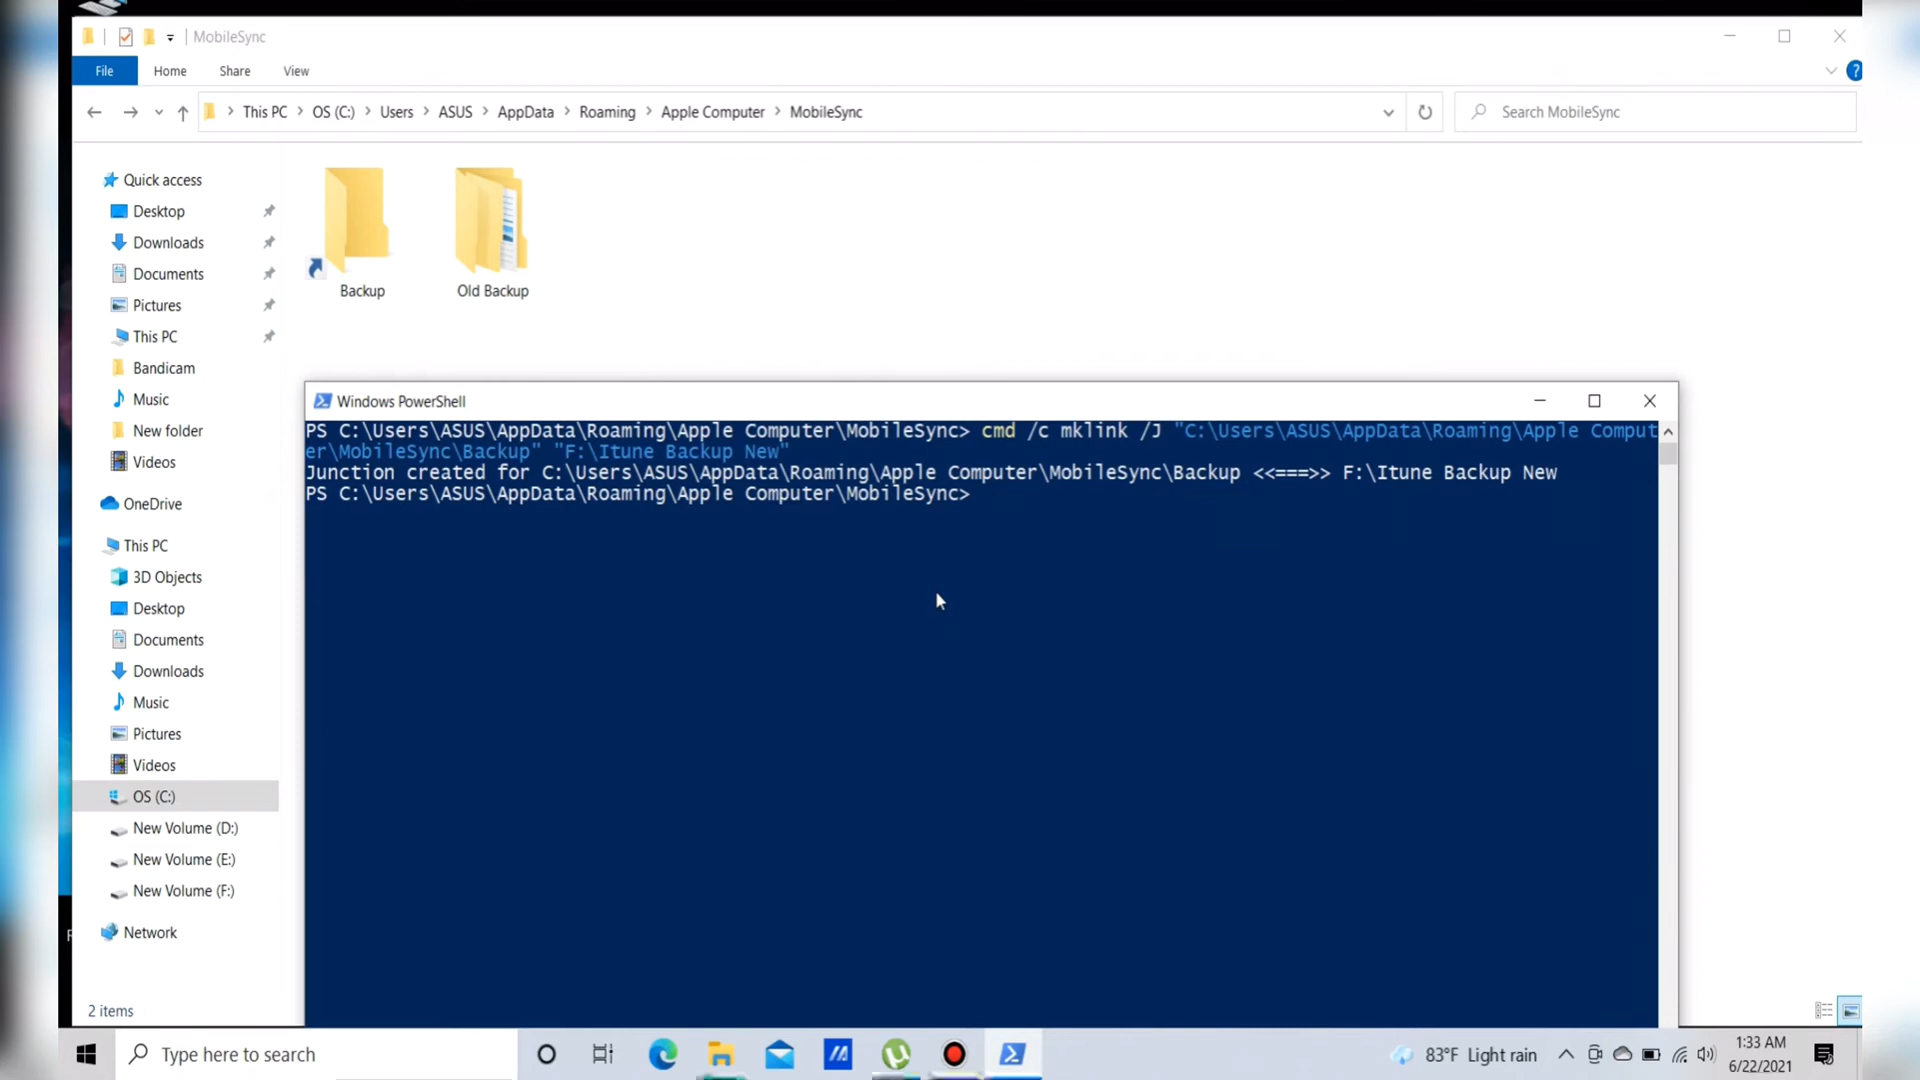 MobileSync
File Home Share View
This PC OS (C:) Users ASUS AppData Roaming Apple Computer MobileSync
Search MobileSync
Quick access
Desktop
Downloads
Documents
Pictures
This PC
Bandicam
Music
New folder
Videos
OneDrive
This PC
3D Objects
Desktop
Documents
Downloads
Music
Pictures
Videos
OS (C:)
New Volume (D:)
New Volume (E:)
New Volume (F:)
Network
2 items
Backup Old Backup
Windows PowerShell
PS C:\Users\ASUS\AppData\Roaming\Apple Computer\MobileSync> cmd /c mklink /J "C:\Users\ASUS\AppData\Roaming\Apple Comput
er\MobileSync\Backup" "F:\Itune Backup New"
Junction created for C:\Users\ASUS\AppData\Roaming\Apple Computer\MobileSync\Backup <<===>> F:\Itune Backup New
PS C:\Users\ASUS\AppData\Roaming\Apple Computer\MobileSync>
Type here to search
83°F Light rain
1:33 AM
6/22/2021